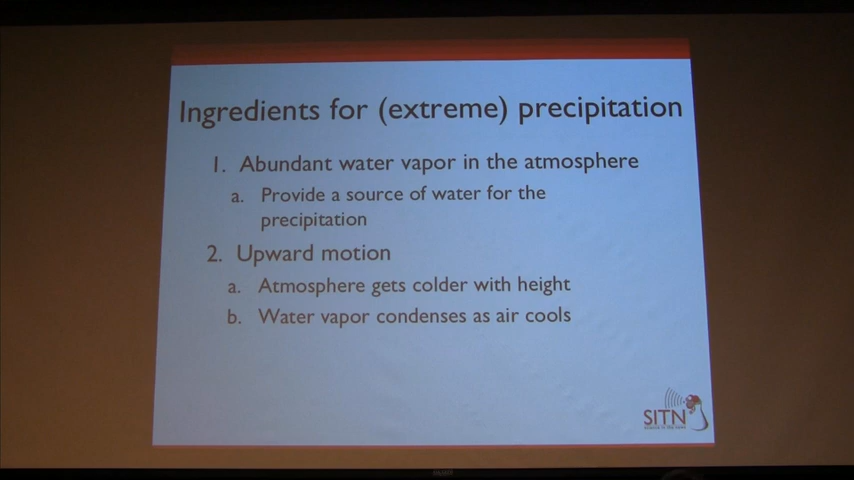 Ingredients for (extreme) precipitation
1. Abundant water vapor in the atmosphere
a. Provide a source of water for the
precipitation
2. Upward motion
a. Atmosphere gets colder with height
b. Water vapor condenses as air cools
SITN